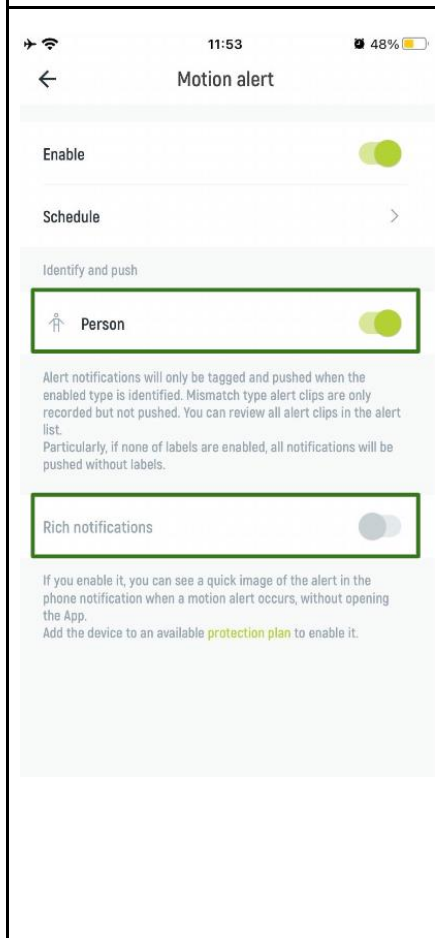 11:53
48%
Motion alert
Enable
Schedule
Identify and push
Person
Alert notifications will only be tagged and pushed when the
enabled type is identified. Mismatch type alert clips are only
recorded but not pushed. You can review all alert clips in the alert
list.
Particularly, if none of labels are enabled, all notifications will be
pushed without labels.
Rich notifications
If you enable it, you can see a quick image of the alert in the
phone notification when a motion alert occurs, without opening
the App.
Add the device to an available protection plan to enable it.